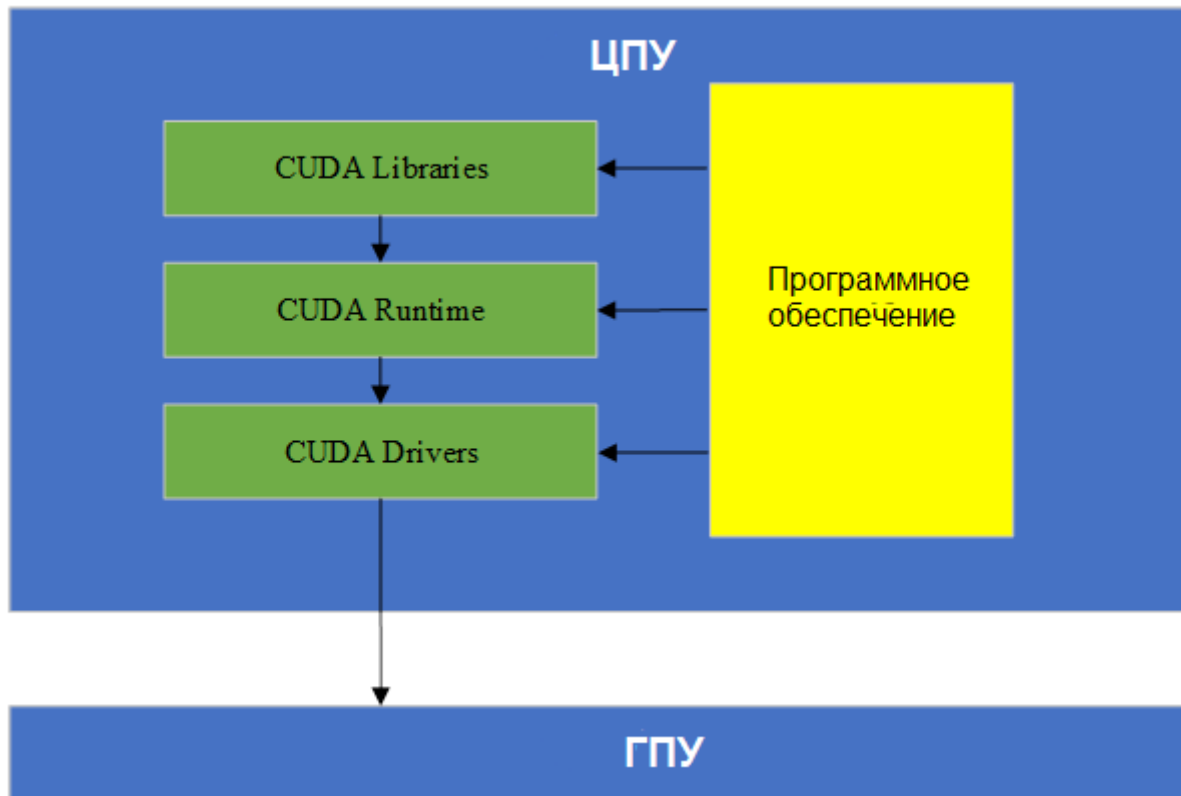 ЦПУ
CUDA Libraries
CUDA Runtime
CUDA Drivers
Программное
обеспечение
ГПУ